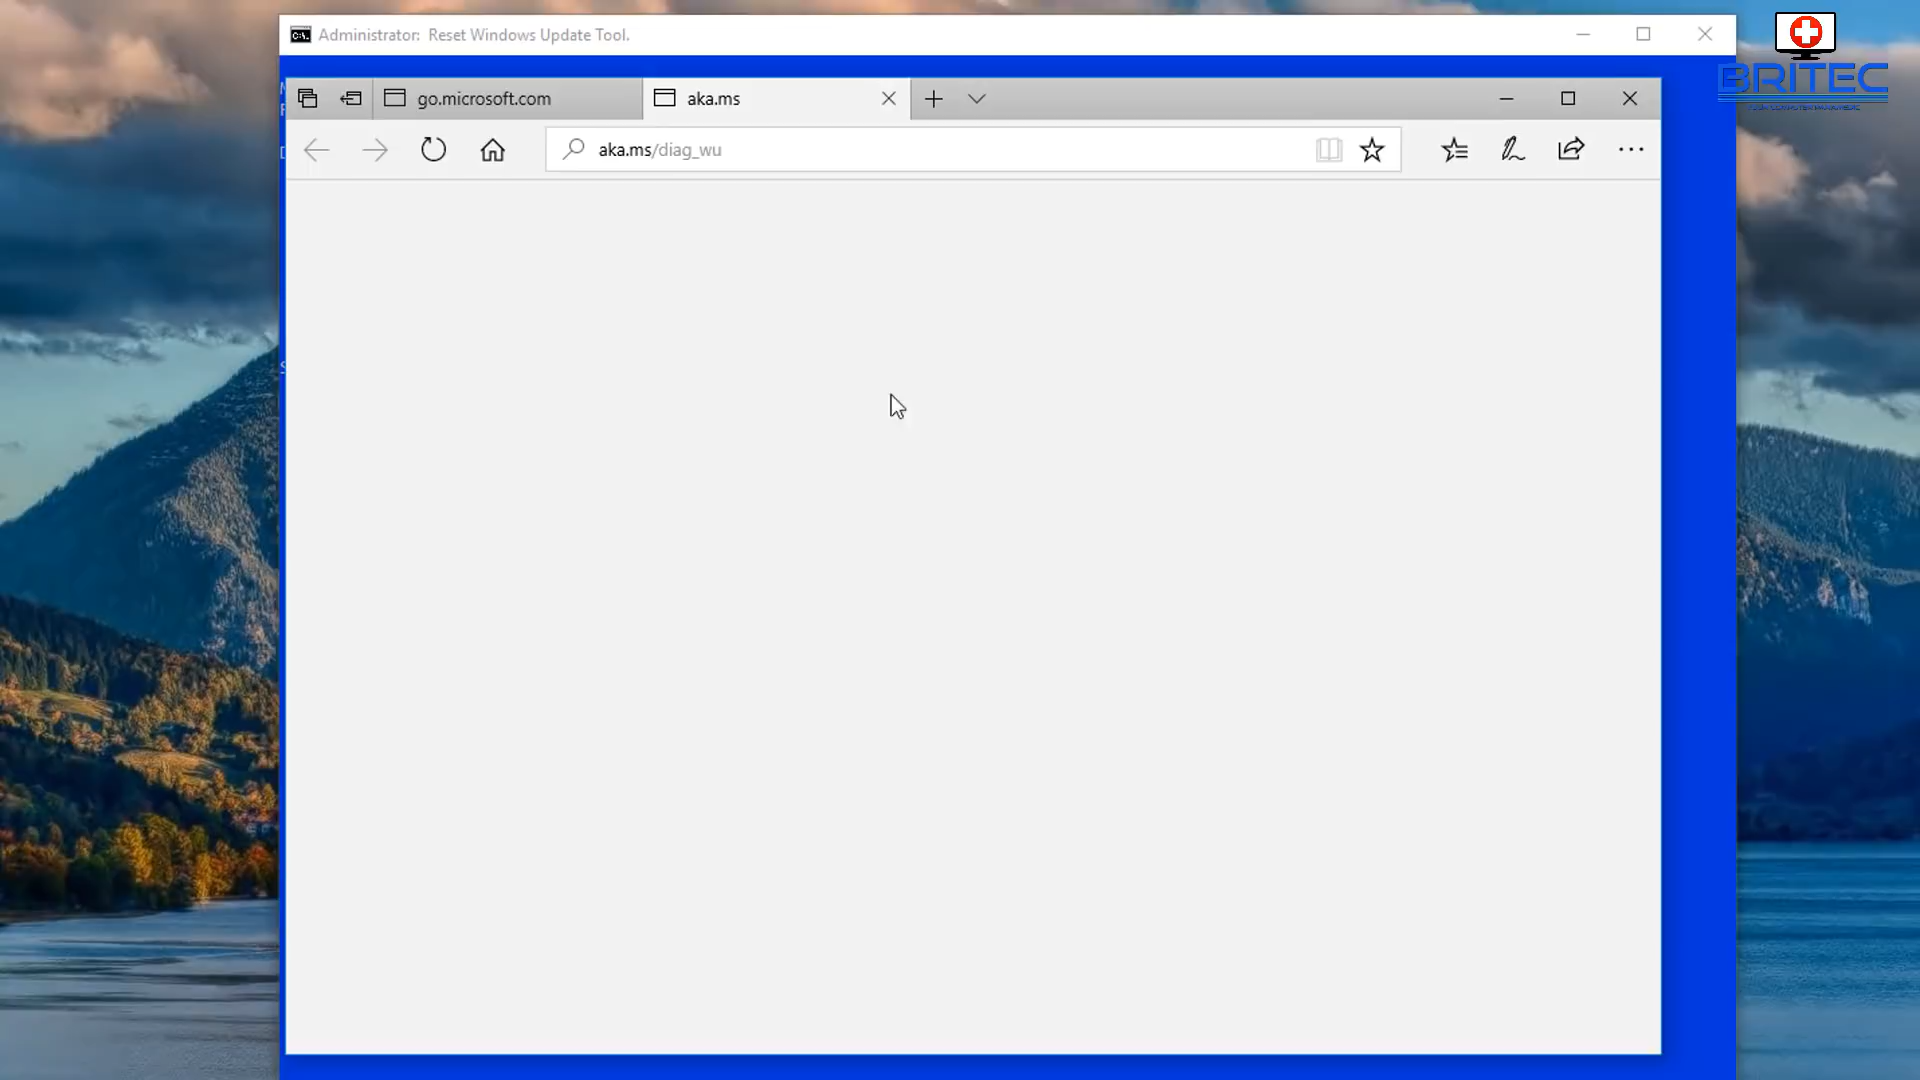 Administrator:  Reset Windows Update Tool.
BRITEC
go.microsoft.com
aka.ms
aka.ms/diag_wu